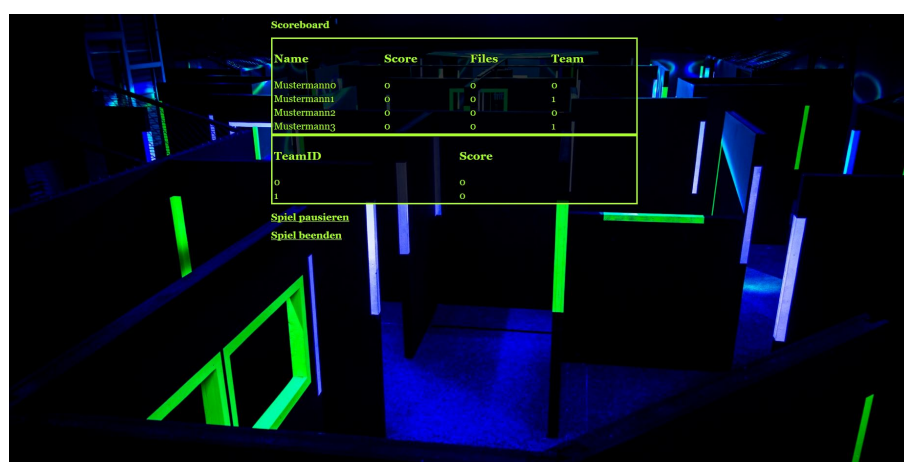 Scoreboard
Name Score Files Team
Mustermann0 0 0 0
Mustermann1 0 0 1
Mustermann2 0 0 0
Mustermann3 0 0 1
TeamID Score
0 0
1 0
Spiel pausieren
Spiel beenden